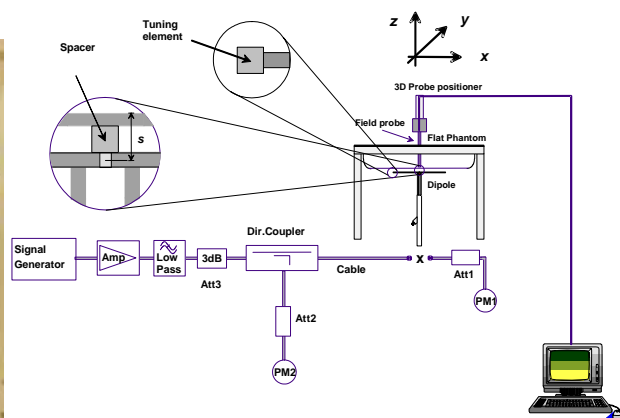 Tuning
element
Spacer
s
z
y
x
3D Probe positioner
Field probe
Flat Phantom
Dipole
Dir.Coupler
Signal
Generator
Amp
Low
Pass
3dB
Att3
Cable
x
Att1
PM1
Att2
PM2